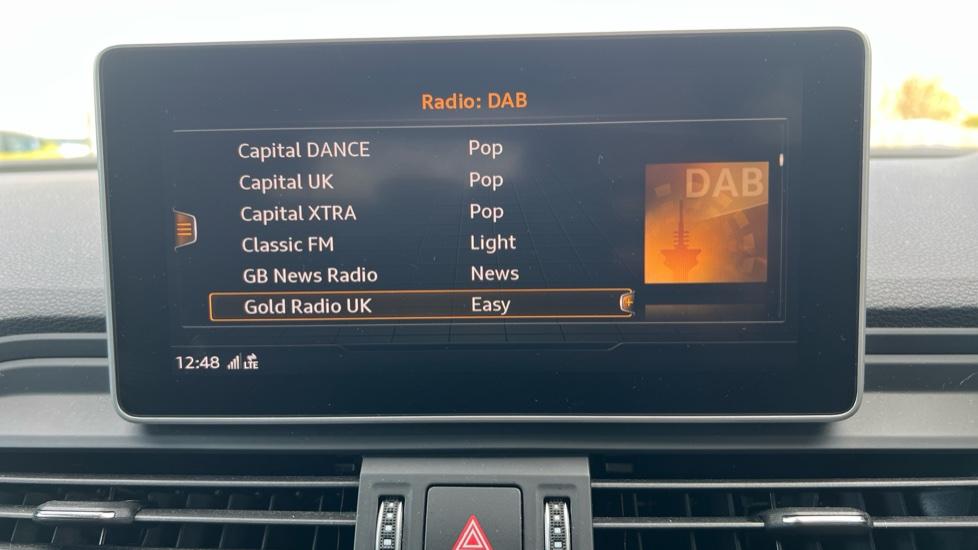 Radio: DAB
Capital DANCE Pop
Capital UK Pop
Capital XTRA Pop
Classic FM Light
GB News Radio News
Gold Radio UK Easy
DAB
12:48 LTE